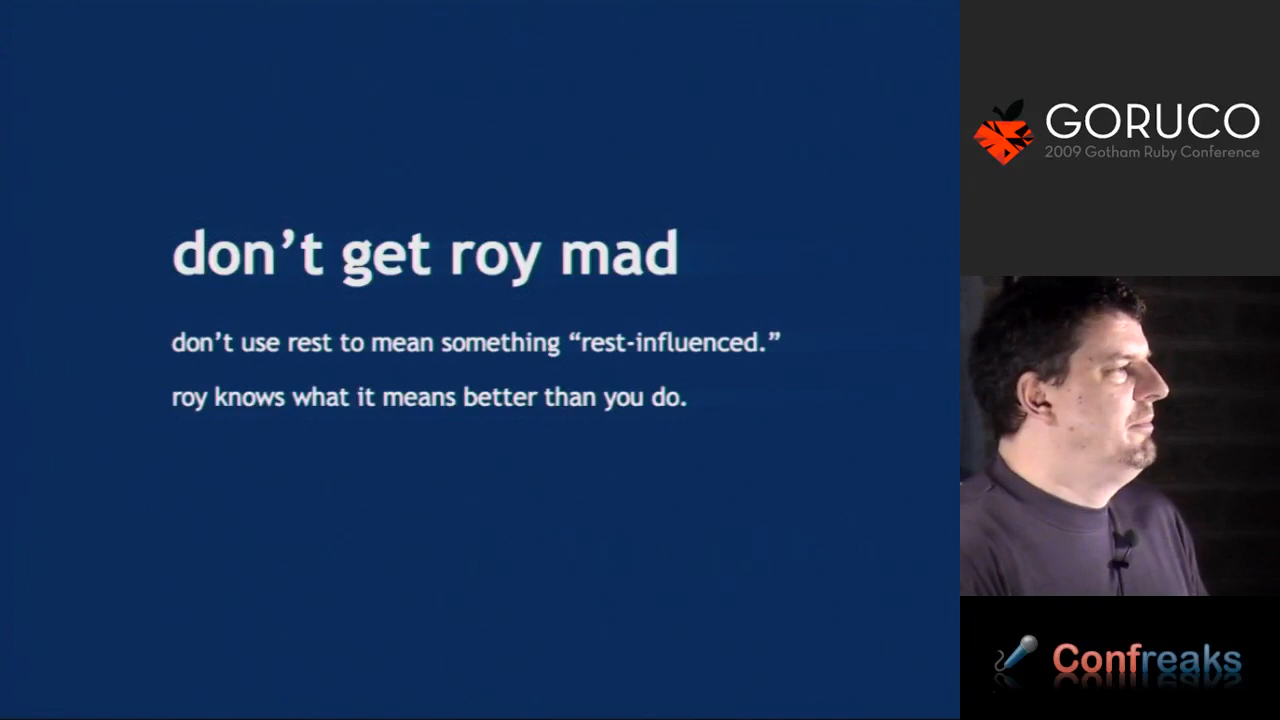 don’t get roy mad
don’t use rest to mean something “rest-influenced.”
roy knows what it means better than you do.
GORUCO
2009 Gotham Ruby Conference
Confreaks